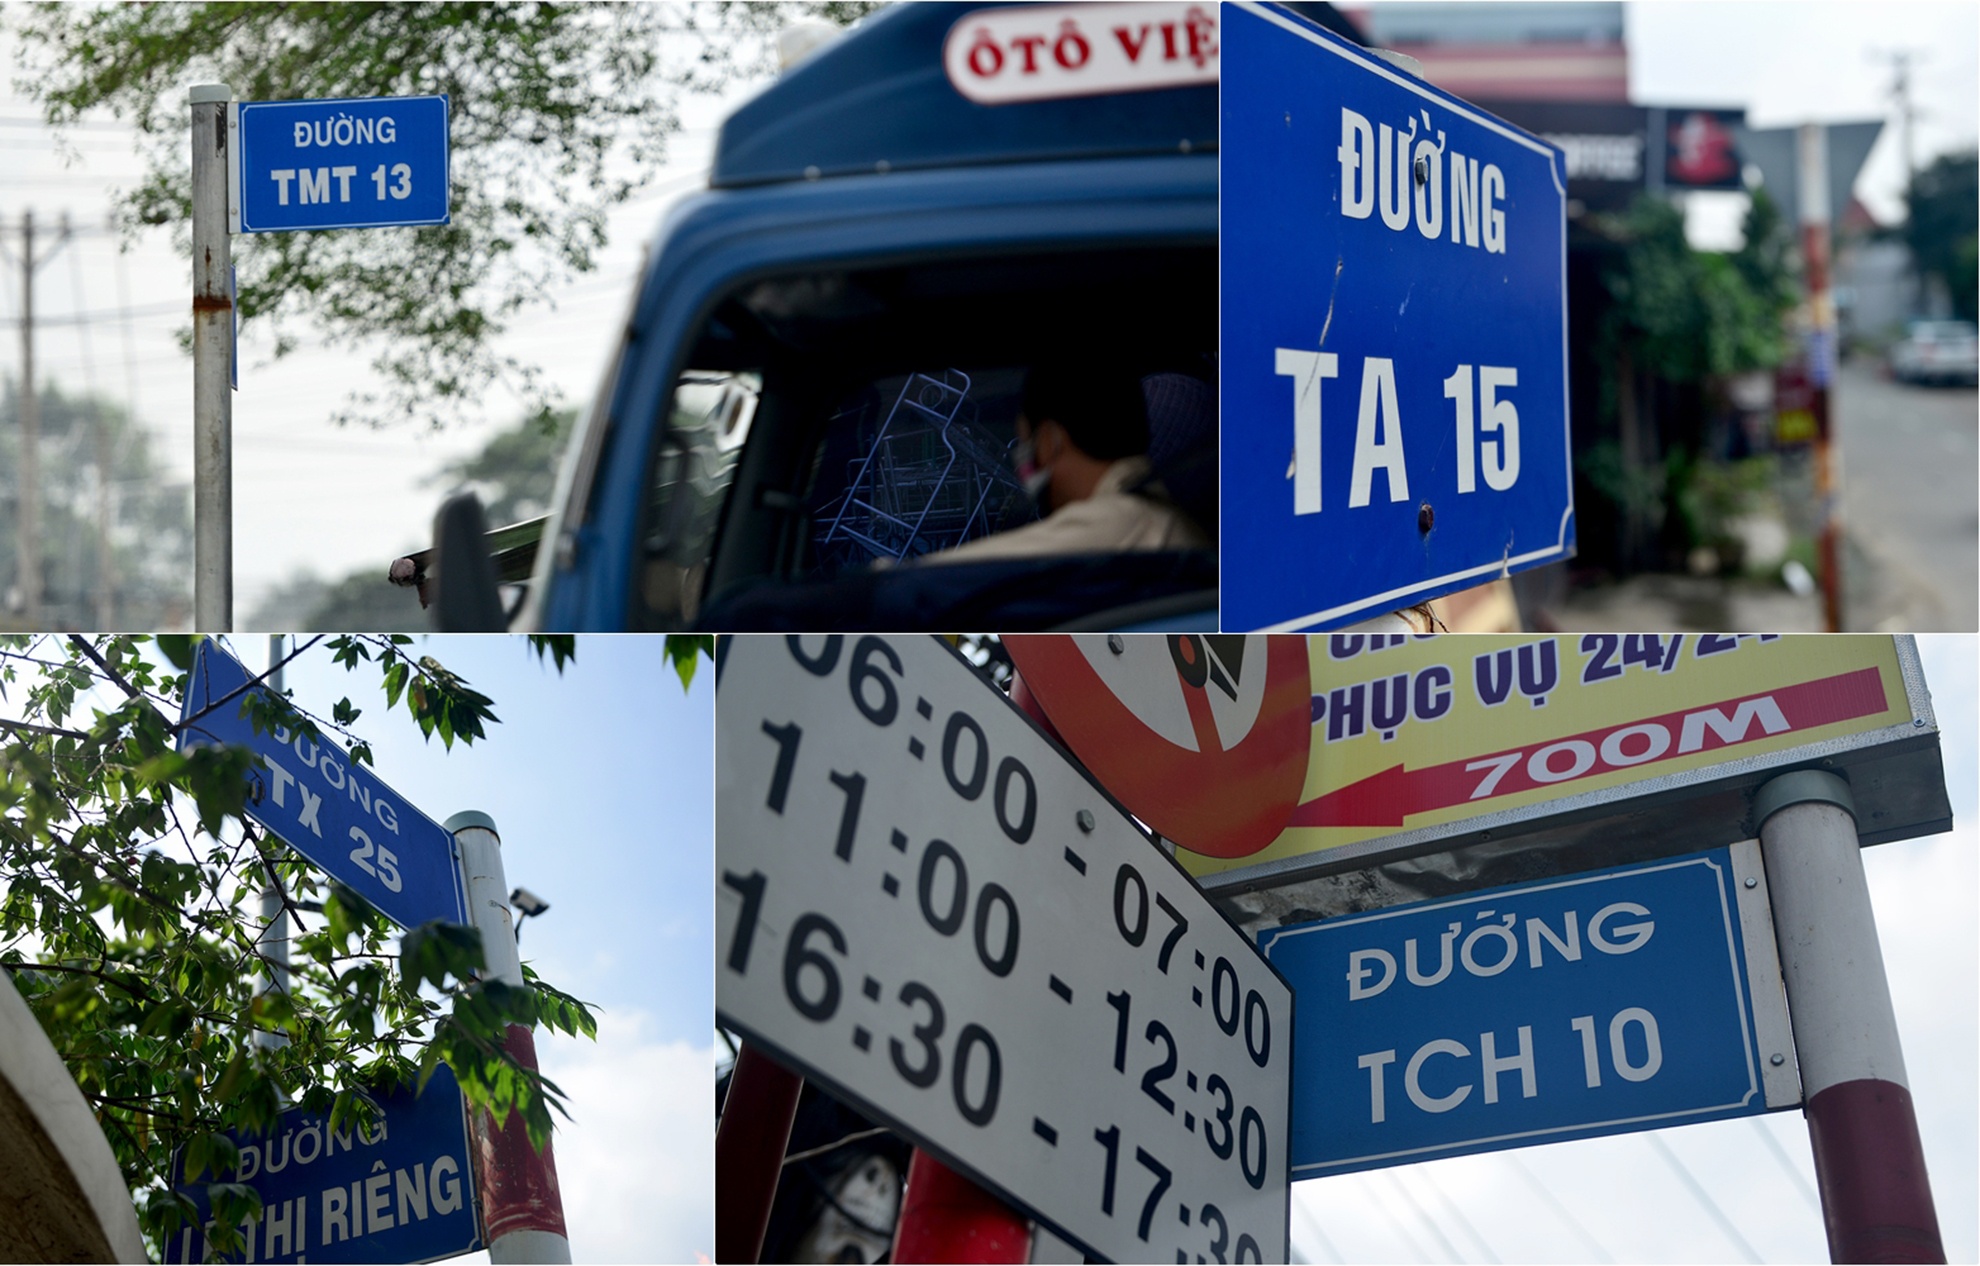 ĐƯỜNG
TMT 13
ÔTÔ VIỆ
ĐƯỜNG
TA 15
ĐƯỜNG
TX 25
ĐƯỜNG
THỊ RIÊNG
06:00 - 07:00
11:00 - 12:30
16:30 - 17:30
PHỤC VỤ 24/24
700M
ĐƯỜNG
TCH 10